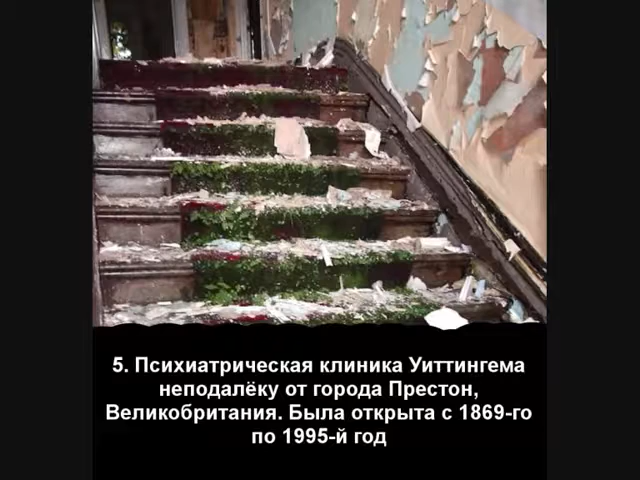 5. Психиатрическая клиника Уиттингема
неподалёку от города Престон,
Великобритания. Была открыта с 1869-го
по 1995-й год